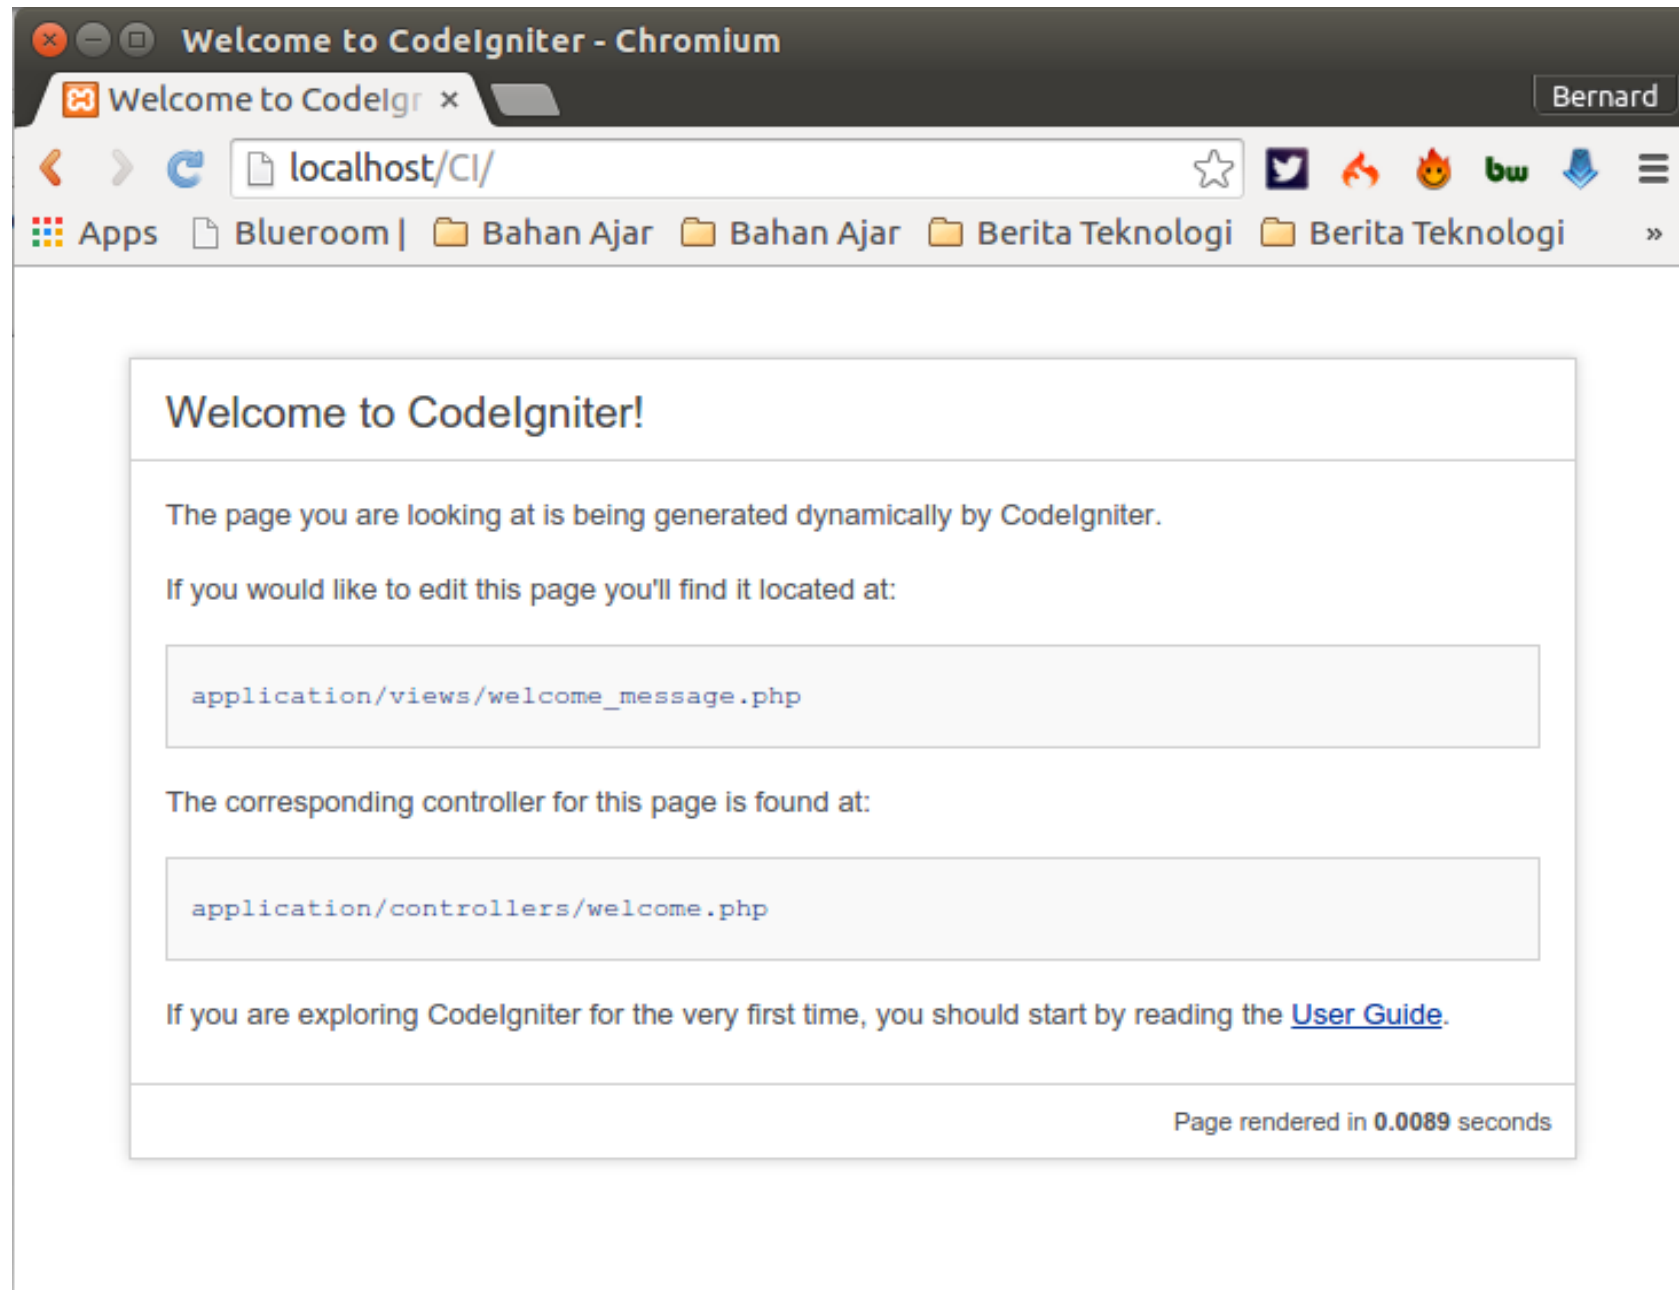 Welcome to CodeIgniter - Chromium
Welcome to CodeIgr
Bernard
localhost/CI/
bw
Apps Blueroom | Bahan Ajar Bahan Ajar Berita Teknologi Berita Teknologi »
Welcome to CodeIgniter!
The page you are looking at is being generated dynamically by CodeIgniter.
If you would like to edit this page you'll find it located at:
application/views/welcome_message.php
The corresponding controller for this page is found at:
application/controllers/welcome.php
If you are exploring CodeIgniter for the very first time, you should start by reading the User Guide.
Page rendered in 0.0089 seconds